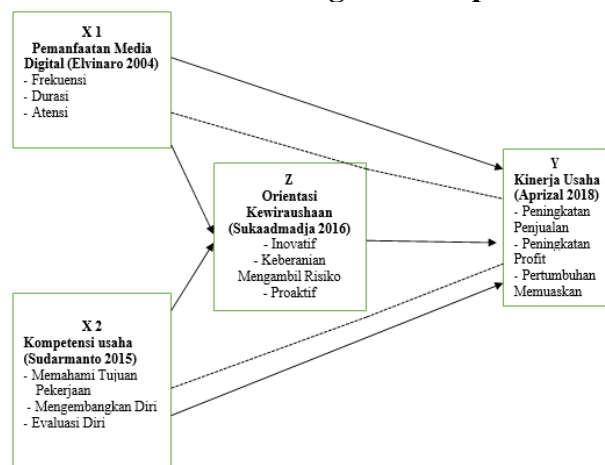 X 1
Pemanfaatan Media
Digital (Elvinaro 2004)
- Frekuensi
- Durasi
- Atensi
Z
Orientasi
Kewiraushaan
(Sukaadmadja 2016)
- Inovatif
- Keberanian
Mengambil Risiko
- Proaktif
Y
Kinerja Usaha
(Aprizal 2018)
- Peningkatan
Penjualan
- Peningkatan
Profit
- Pertumbuhan
Memuaskan
X 2
Kompetensi usaha
(Sudarmanto 2015)
- Memahami Tujuan
Pekerjaan
- Mengembangkan Diri
- Evaluasi Diri